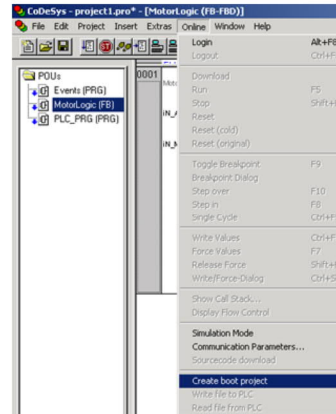 CoDeSys - project1.pro* - [MotorLogic (FB-FBD)]
File Edit Project Insert Extras Online Window Help
POUs
Events (PRG)
MotorLogic (FB)
PLC_PRG (PRG)
0001
Login Alt+F8
Logout
Download
Run F5
Stop
Reset
Reset (cold)
Reset (original)
Toggle Breakpoint F9
Breakpoint Dialog
Step over F10
Step in F8
Single Cycle
Write Values
Force Values F7
Release Force
Write/Force-Dialog
Show Call Stack...
Display Flow Control
Simulation Mode
Communication Parameters...
Sourcecode download
Create boot project
Write file to PLC
Read file from PLC